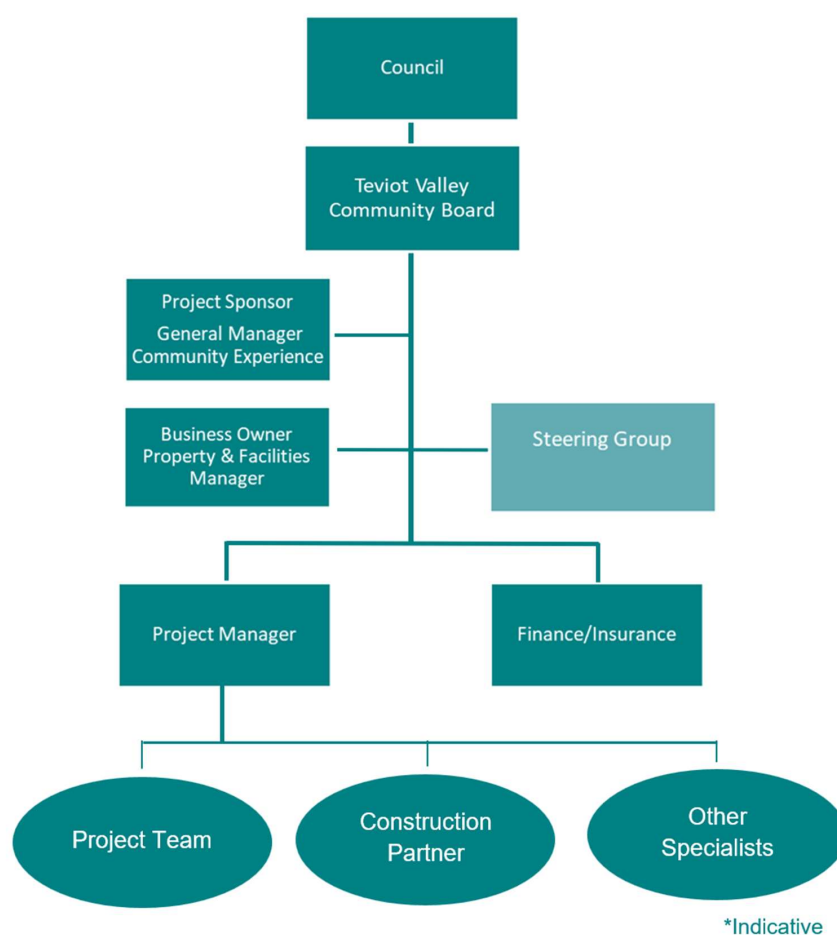 Council
Teviot Valley
Community Board
Project Sponsor
General Manager
Community Experience
Business Owner
Property & Facilities
Manager
Steering Group
Project Manager
Finance/Insurance
Project Team
Construction
Partner
Other
Specialists
*Indicative